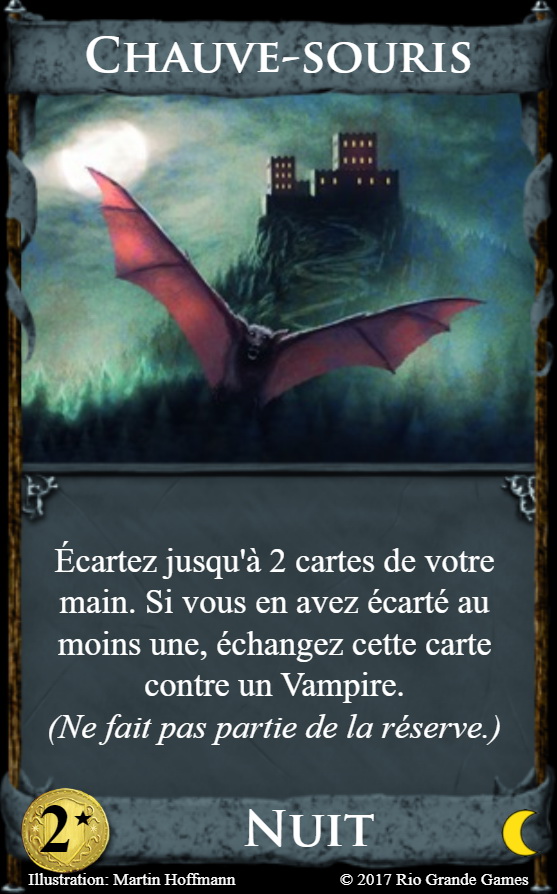 CHAUVE-SOURIS
Écartez jusqu'à 2 cartes de votre
main. Si vous en avez écarté au
moins une, échangez cette carte
contre un Vampire.
(Ne fait pas partie de la réserve.)
2*
NUIT
Illustration: Martin Hoffmann © 2017 Rio Grande Games